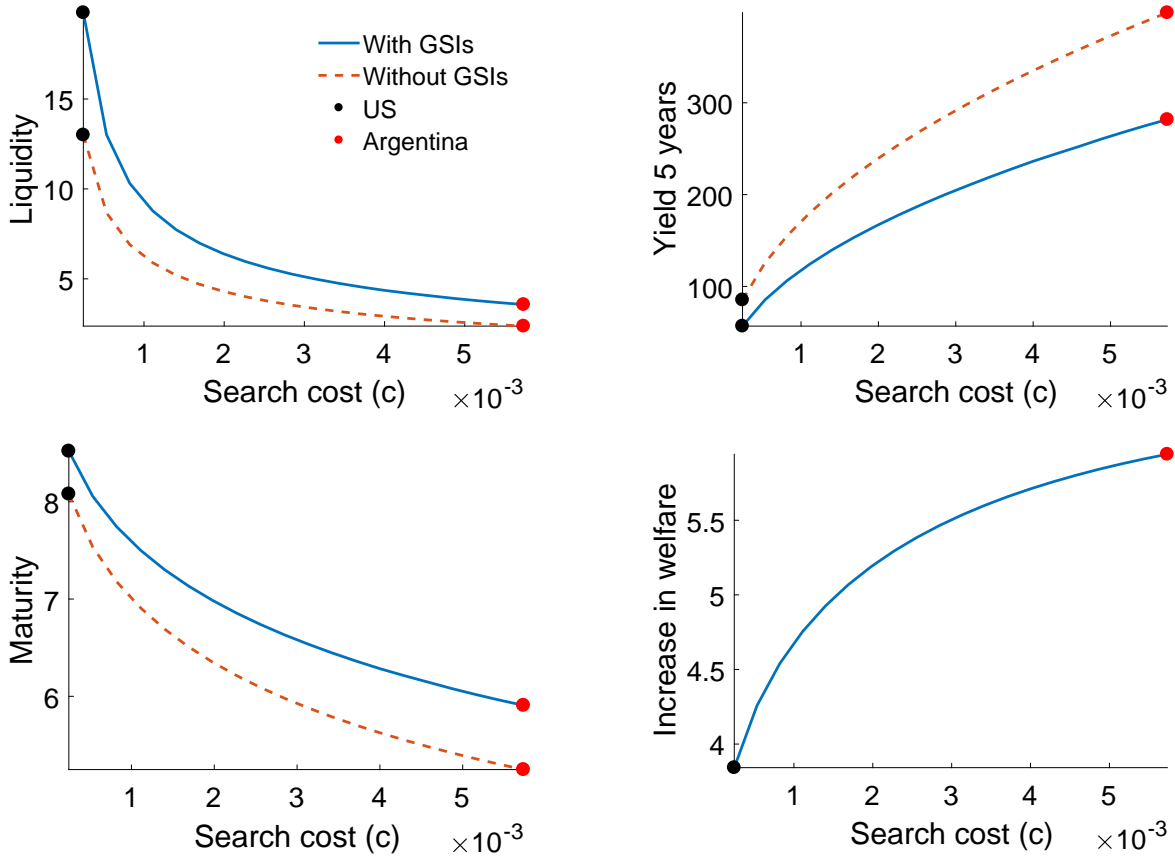 With GSIs
Without GSIs
US
Argentina
Liquidity
15
10
5
1 2 3 4 5
Search cost (c)
×10-3
Yield 5 years
300
200
100
1 2 3 4 5
Search cost (c)
×10-3
Maturity
8
7
6
1 2 3 4 5
Search cost (c)
×10-3
Increase in welfare
5.5
5
4.5
4
1 2 3 4 5
Search cost (c)
×10-3